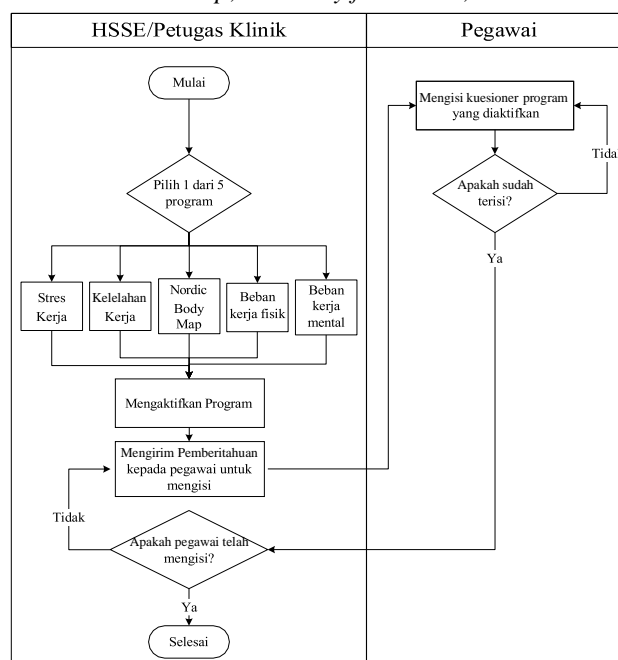 HSSE/Petugas Klinik
Pegawai
Mulai
Pilih 1 dari 5
program
Stres
Kerja
Kelelahan
Kerja
Nordic
Body
Map
Beban
kerja fisik
Beban
kerja
mental
Mengaktifkan Program
Mengirim Pemberitahuan
kepada pegawai untuk
mengisi
Tidak
Apakah pegawai telah
mengisi?
Ya
Selesai
Mengisi kuesioner program
yang diaktifkan
Tidak
Apakah sudah
terisi?
Ya